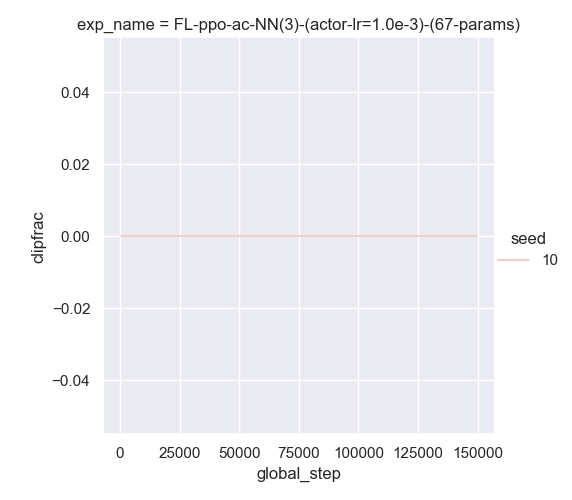 exp_name = FL-ppo-ac-NN(3)-(actor-lr=1.0e-3)-(67-params)
0.04
0.02
0.00
−0.02
−0.04
clipfrac
0 25000 50000 75000 100000 125000 150000
global_step
seed
10